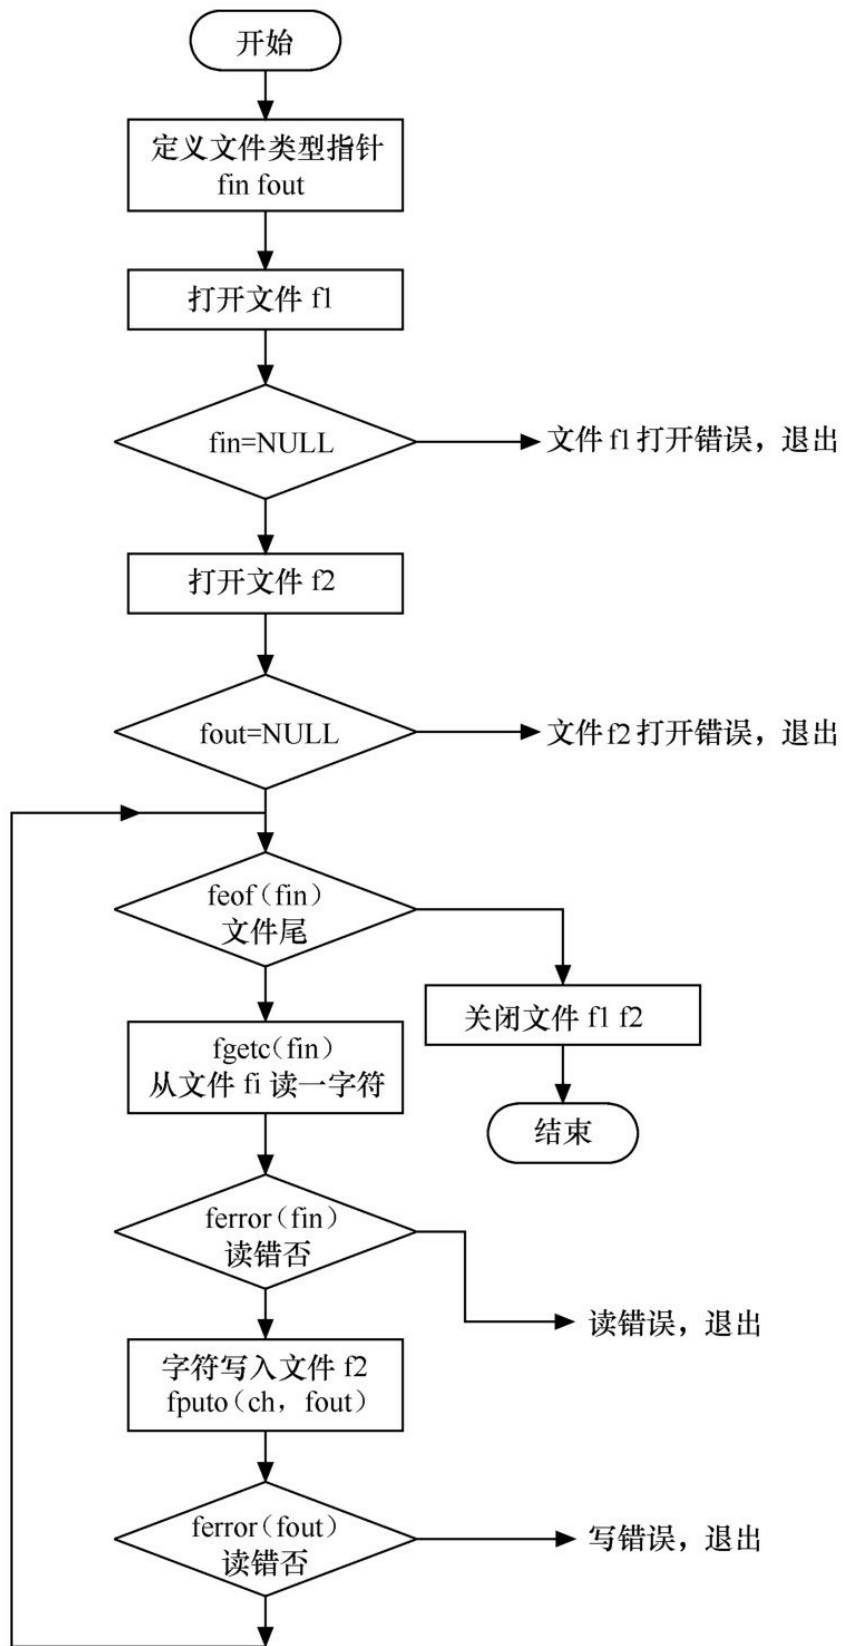 开始
定义文件类型指针
fin fout
打开文件 f1
fin=NULL
文件 f1 打开错误，退出
打开文件 f2
fout=NULL
文件 f2 打开错误，退出
feof（fin）
文件尾
关闭文件 f1 f2
fgetc（fin）
从文件 fi 读一字符
结束
ferror（fin）
读错否
读错误，退出
字符写入文件 f2
fputo（ch，fout）
ferror（fout）
读错否
写错误，退出